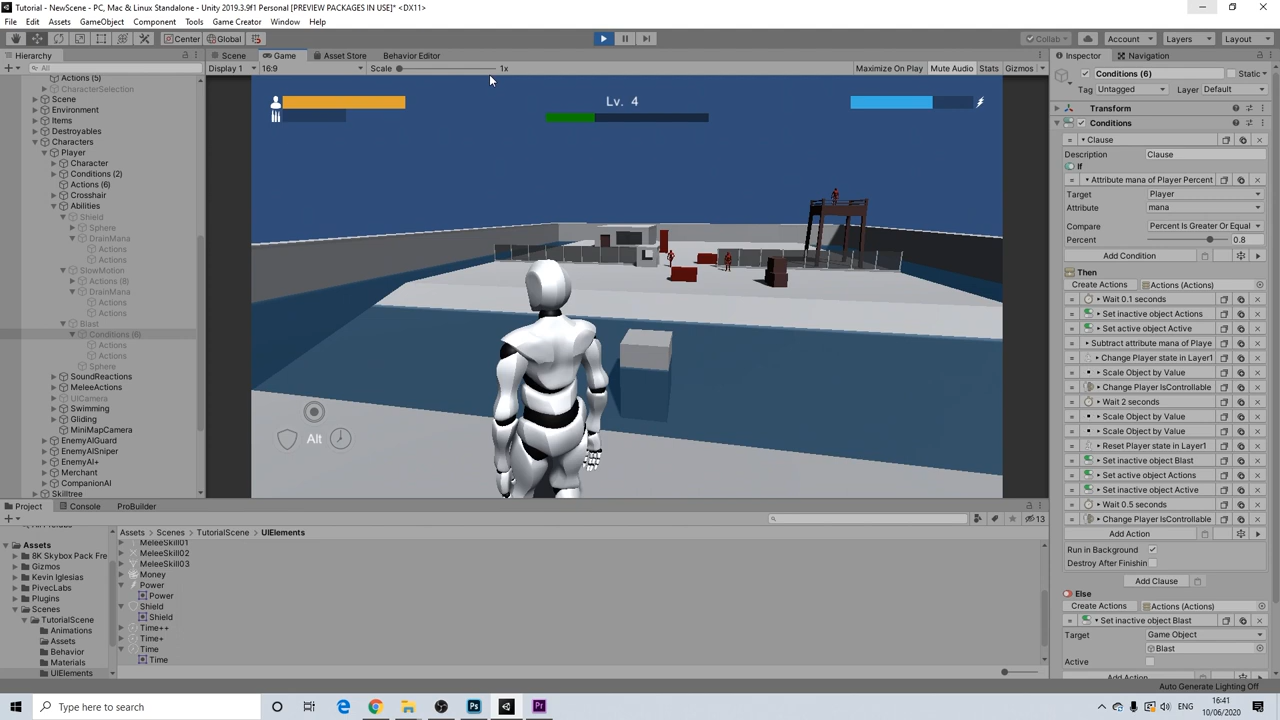 Tutorial - NewScene - PC, Mac & Linux Standalone - Unity 2019.3.9f1 Personal [PREVIEW PACKAGES IN USE]* <DX11>
File Edit Assets GameObject Component Tools Game Creator Window Help
Center Global Collab Account Layers Layout
Hierarchy Scene Game Asset Store Behavior Editor Inspector Navigation
All
Display 1 16:9 Scale 1x Maximize On Play Mute Audio Stats Gizmos
Actions (5)
CharacterSelection
Scene
Environment
Items
Destroyables
Characters
Player
Character
Conditions (2)
Actions (6)
Crosshair
Abilities
Shield
Sphere
DrainMana
Actions
Actions
SlowMotion
Actions (8)
DrainMana
Actions
Actions
Blast
Conditions (6)
Actions
Actions
Sphere
SoundReactions
MeleeActions
UICamera
Swimming
Gliding
MiniMapCamera
EnemyAIGuard
EnemyAISniper
EnemyAI+
Merchant
CompanionAI
Skilltree
Lv. 4
Alt
Conditions (6) Static
Tag Untagged Layer Default
Transform
Conditions
Clause
Description Clause
If
Attribute mana of Player Percent
Target Player
Attribute mana
Compare Percent Is Greater Or Equal
Percent 0.8
Add Condition
Then
Create Actions Actions (Actions)
Wait 0.1 seconds
Set inactive object Actions
Set active object Active
Subtract attribute mana of Playe
Change Player state in Layer1
Scale Object by Value
Change Player IsControllable
Wait 2 seconds
Scale Object by Value
Scale Object by Value
Reset Player state in Layer1
Set inactive object Blast
Set active object Actions
Set inactive object Active
Wait 0.5 seconds
Change Player IsControllable
Add Action
Run in Background
Destroy After Finishin
Add Clause
Else
Create Actions Actions (Actions)
Set inactive object Blast
Target Game Object
Blast
Active
Auto Generate Lighting Off
Project Console ProBuilder
13
Assets
8K Skybox Pack Fre
Gizmos
Kevin Iglesias
PivecLabs
Plugins
Scenes
TutorialScene
Animations
Assets
Behavior
Materials
UIElements
Assets Scenes TutorialScene UIElements
MeleeSkill01
MeleeSkill02
MeleeSkill03
Money
Power
Power
Shield
Shield
Time++
Time+
Time
Time
Type here to search
16:41
10/06/2020